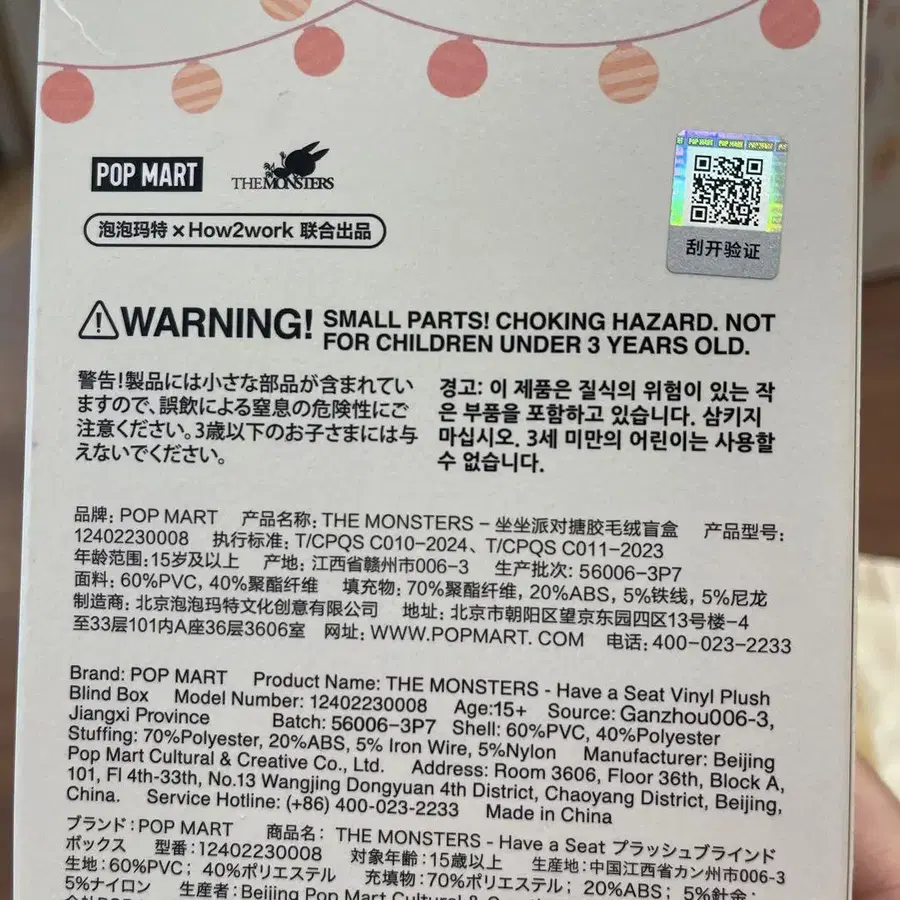 POP MART
THE MONSTERS
泡泡玛特 × How2work 联合出品
POP MART POP MART POP MART
刮开验证
⚠WARNING! SMALL PARTS! CHOKING HAZARD. NOT
FOR CHILDREN UNDER 3 YEARS OLD.
警告!製品には小さな部品が含まれてい
ますので、誤飲による窒息の危険性にご
注意ください。3歳以下のお子さまには与
えないでください。
경고: 이 제품은 질식의 위험이 있는 작
은 부품을 포함하고 있습니다. 삼키지
마십시오. 3세 미만의 어린이는 사용할
수 없습니다.
品牌: POP MART 产品名称: THE MONSTERS – 坐坐派对搪胶毛绒盲盒 产品型号:
12402230008 执行标准: T/CPQS C010-2024、T/CPQS C011-2023
年龄范围:15岁及以上 产地: 江西省赣州市006-3 生产批次: 56006-3P7
面料: 60%PVC, 40%聚酯纤维 填充物: 70%聚酯纤维, 20%ABS, 5%铁线, 5%尼龙
制造商: 北京泡泡玛特文化创意有限公司 地址: 北京市朝阳区望京东园四区13号楼-4
至33层101内A座36层3606室 网址: WWW.POPMART.COM 电话: 400-023-2233
Brand: POP MART Product Name: THE MONSTERS - Have a Seat Vinyl Plush
Blind Box Model Number: 12402230008 Age:15+ Source: Ganzhou006-3,
Jiangxi Province Batch: 56006-3P7 Shell: 60%PVC, 40%Polyester
Stuffing: 70%Polyester, 20%ABS, 5% Iron Wire, 5%Nylon Manufacturer: Beijing
Pop Mart Cultural & Creative Co., Ltd. Address: Room 3606, Floor 36th, Block A,
101, Fl 4th-33th, No.13 Wangjing Dongyuan 4th District, Chaoyang District, Beijing,
China. Service Hotline: (+86) 400-023-2233 Made in China
ブランド:POP MART 商品名: THE MONSTERS - Have a Seat プラッシュブラインド
ボックス 型番:12402230008 対象年齢:15歳以上 生産地:中国江西省カン州市006-3
生地:60%PVC; 40%ポリエステル 充填物:70%ポリエステル; 20%ABS; 5%針金;
5%ナイロン 生産者:Beijing Pop Mart Cultural &